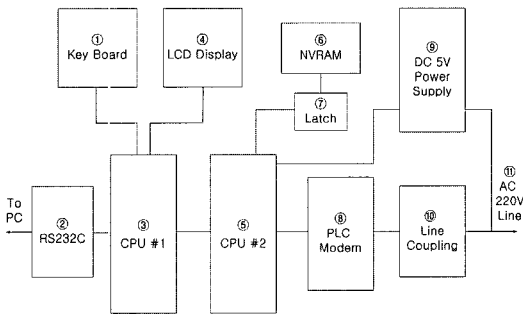 ①
Key Board
④
LCD Display
⑥
NVRAM
⑦
Latch
⑨
DC 5V
Power
Supply
⑪
AC
220V
Line
To
PC
②
RS232C
③
CPU #1
⑤
CPU #2
⑧
PLC
Modern
⑩
Line
Coupling